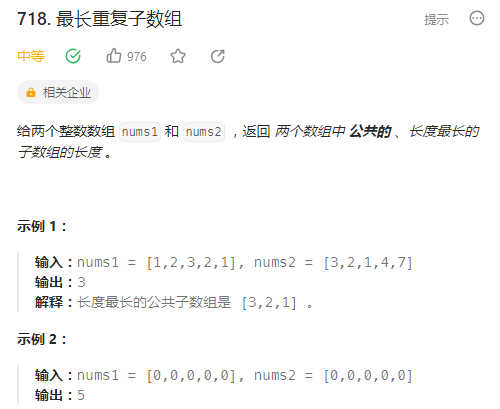 718. 最长重复子数组
提示
中等
976
相关企业
给两个整数数组 nums1 和 nums2 ，返回 两个数组中 公共的 、长度最长的
子数组的长度 。
示例 1：
输入：nums1 = [1,2,3,2,1], nums2 = [3,2,1,4,7]
输出：3
解释：长度最长的公共子数组是 [3,2,1] 。
示例 2：
输入：nums1 = [0,0,0,0,0], nums2 = [0,0,0,0,0]
输出：5